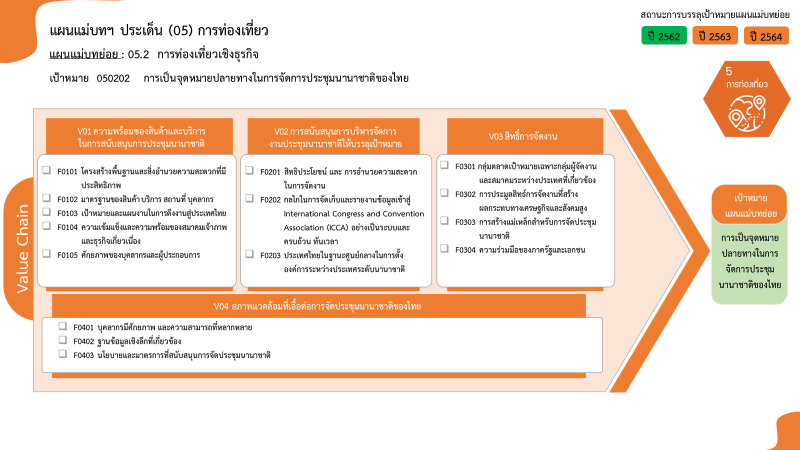 แผนแม่บทฯ ประเด็น (05) การท่องเที่ยว
แผนแม่บทย่อย : 05.2 การท่องเที่ยวเชิงธุรกิจ
เป้าหมาย 050202 การเป็นจุดหมายปลายทางในการจัดการประชุมนานาชาติของไทย
สถานะการบรรลุเป้าหมายแผนแม่บทย่อย
ปี 2562 ปี 2563 ปี 2564
5
การท่องเที่ยว
Value Chain
V01 ความพร้อมของสินค้าและบริการ
ในการสนับสนุนการประชุมนานาชาติ
F0101 โครงสร้างพื้นฐานและสิ่งอำนวยความสะดวกที่มี
ประสิทธิภาพ
F0102 มาตรฐานของสินค้า บริการ สถานที่ บุคลากร
F0103 เป้าหมายและแผนงานในการดึงงานสู่ประเทศไทย
F0104 ความเข้มแข็งและความพร้อมของสมาคมเจ้าภาพ
และธุรกิจเกี่ยวเนื่อง
F0105 ศักยภาพของบุคลากรและผู้ประกอบการ
V02 การสนับสนุนการบริหารจัดการ
งานประชุมนานาชาติให้บรรลุเป้าหมาย
F0201 สิทธิประโยชน์ และ การอำนวยความสะดวก
ในการจัดงาน
F0202 กลไกในการจัดเก็บและรายงานข้อมูลเข้าสู่
International Congress and Convention
Association (ICCA) อย่างเป็นระบบและ
ครบถ้วน ทันเวลา
F0203 ประเทศไทยในฐานะศูนย์กลางในการตั้ง
องค์การระหว่างประเทศระดับนานาชาติ
V03 สิทธิ์การจัดงาน
F0301 กลุ่มตลาดเป้าหมายเฉพาะกลุ่มผู้จัดงาน
และสมาคมระหว่างประเทศที่เกี่ยวข้อง
F0302 การประมูลสิทธิ์การจัดงานที่สร้าง
ผลกระทบทางเศรษฐกิจและสังคมสูง
F0303 การสร้างแม่เหล็กสำหรับการจัดประชุม
นานาชาติ
F0304 ความร่วมมือของภาครัฐและเอกชน
V04 สภาพแวดล้อมที่เอื้อต่อการจัดประชุมนานาชาติของไทย
F0401 บุคลากรมีศักยภาพ และความสามารถที่หลากหลาย
F0402 ฐานข้อมูลเชิงลึกที่เกี่ยวข้อง
F0403 นโยบายและมาตรการที่สนับสนุนการจัดประชุมนานาชาติ
เป้าหมาย
แผนแม่บทย่อย
การเป็นจุดหมาย
ปลายทางในการ
จัดการประชุม
นานาชาติของไทย